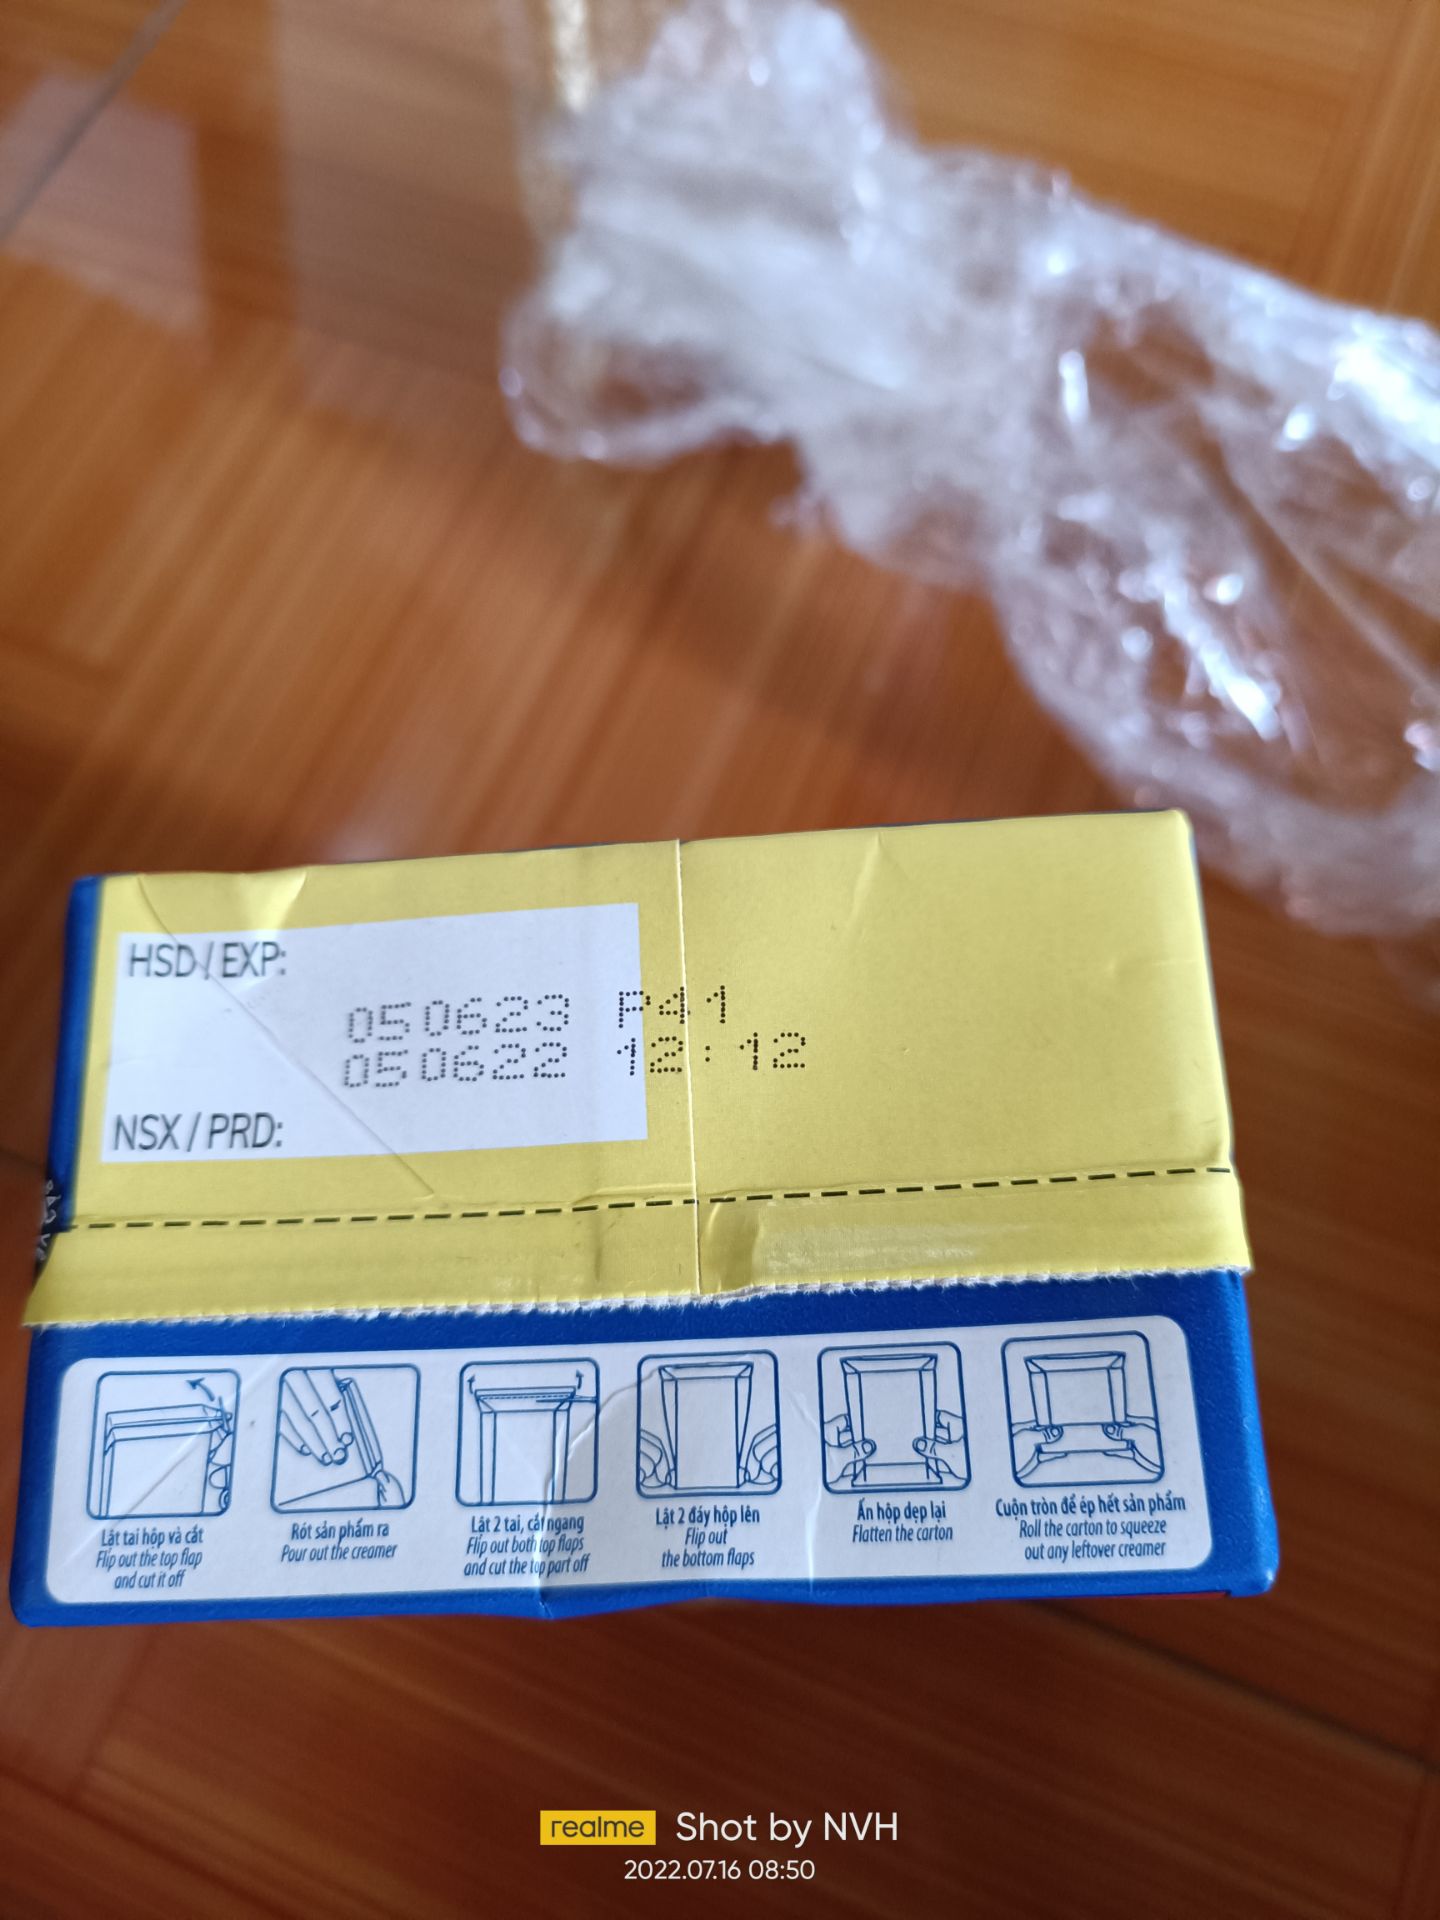 HSD / EXP:
050623 P41
050622 12:12
NSX / PRD:
Lật tai hộp và cắt
Flip out the top flap
and cut it off
Rót sản phẩm ra
Pour out the creamer
Lật 2 tai, cắt ngang
Flip out both top flaps
and cut the top part off
Lật 2 đáy hộp lên
Flip out
the bottom flaps
Ấn hộp dẹp lại
Flatten the carton
Cuộn tròn để ép hết sản phẩm
Roll the carton to squeeze
out any leftover creamer
realme Shot by NVH
2022.07.16 08:50